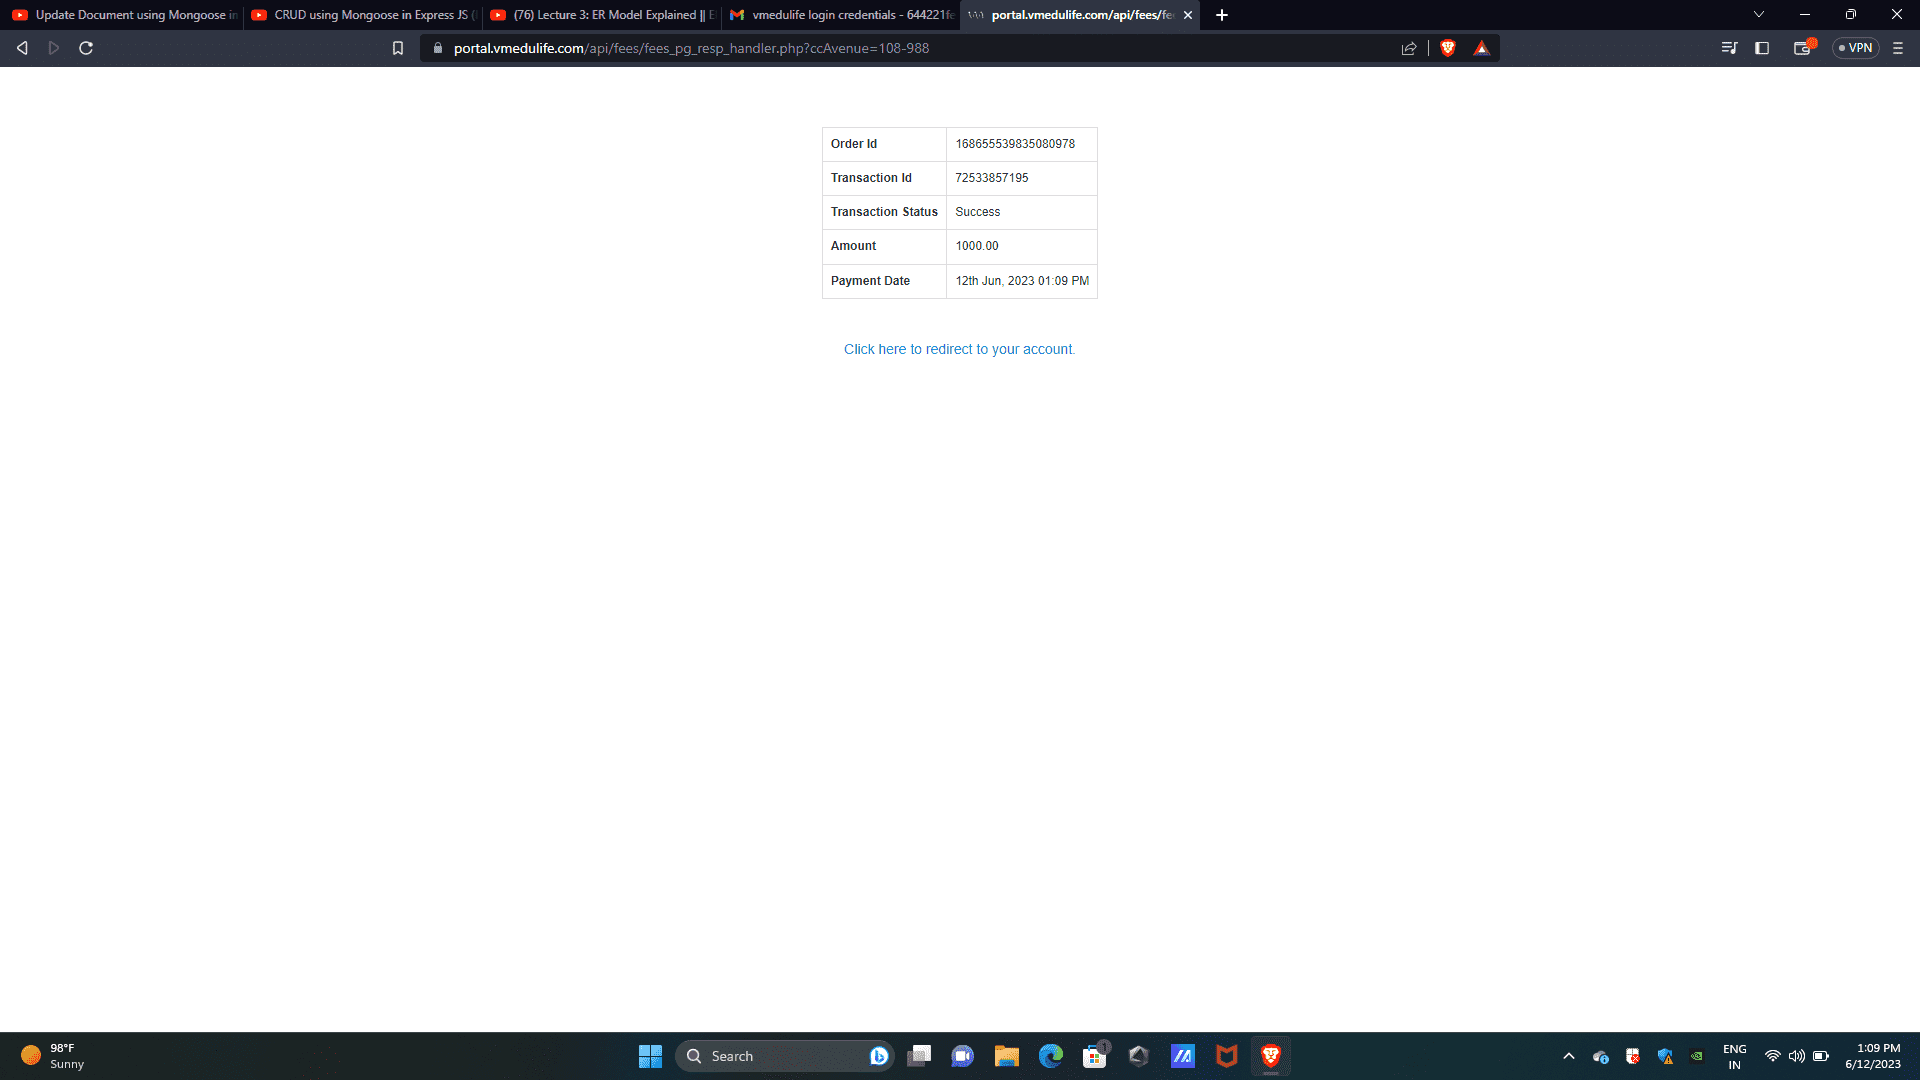 Update Document using Mongoose in
CRUD using Mongoose in Express JS
(76) Lecture 3: ER Model Explained ||
vmedulife login credentials - 644221f
portal.vmedulife.com/api/fees/fe
portal.vmedulife.com/api/fees/fees_pg_resp_handler.php?ccAvenue=108-988
VPN
Order Id 168655539835080978
Transaction Id 72533857195
Transaction Status Success
Amount 1000.00
Payment Date 12th Jun, 2023 01:09 PM
Click here to redirect to your account.
98°F
Sunny
Search
1
ENG
IN
1:09 PM
6/12/2023